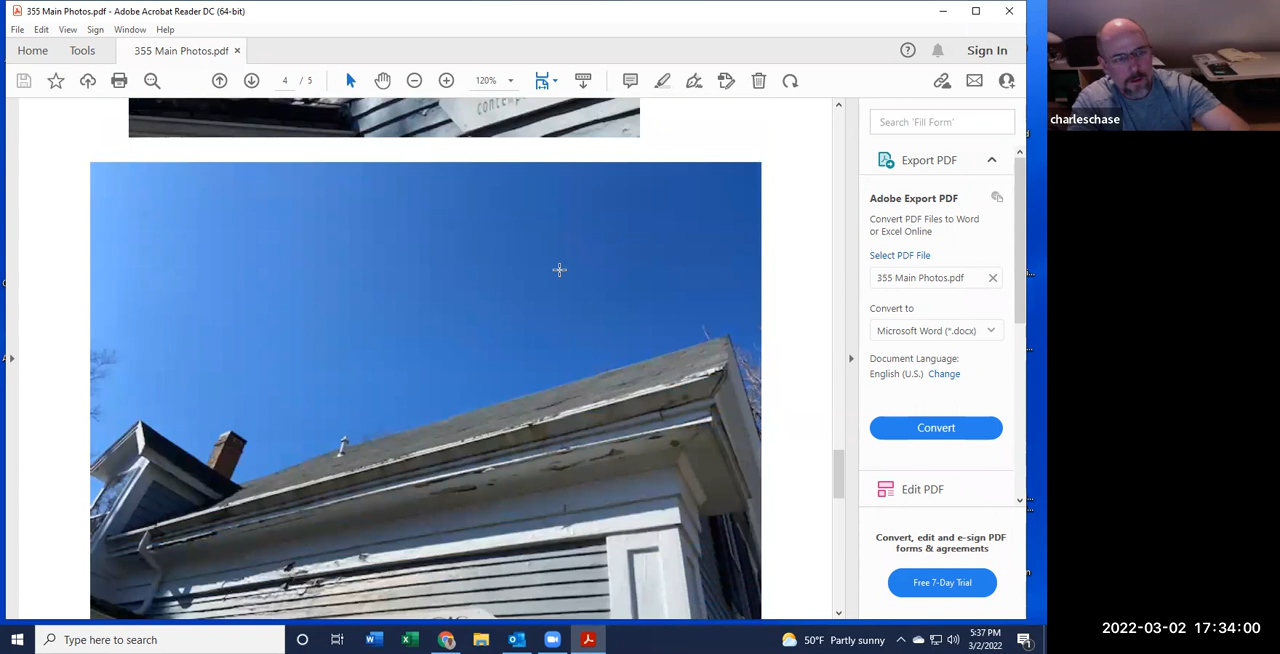 355 Main Photos.pdf - Adobe Acrobat Reader DC (64-bit)
File Edit View Sign Window Help
Home Tools 355 Main Photos.pdf ×
Sign In
4 / 5
120%
contemp
charleschase
Search 'Fill Form'
Export PDF
Adobe Export PDF
Convert PDF Files to Word
or Excel Online
Select PDF File
355 Main Photos.pdf
Convert to
Microsoft Word (*.docx)
Document Language:
English (U.S.) Change
Convert
Edit PDF
Convert, edit and e-sign PDF
forms & agreements
Free 7-Day Trial
Type here to search
50°F Partly sunny
5:37 PM
3/2/2022
1
2022-03-02 17:34:00